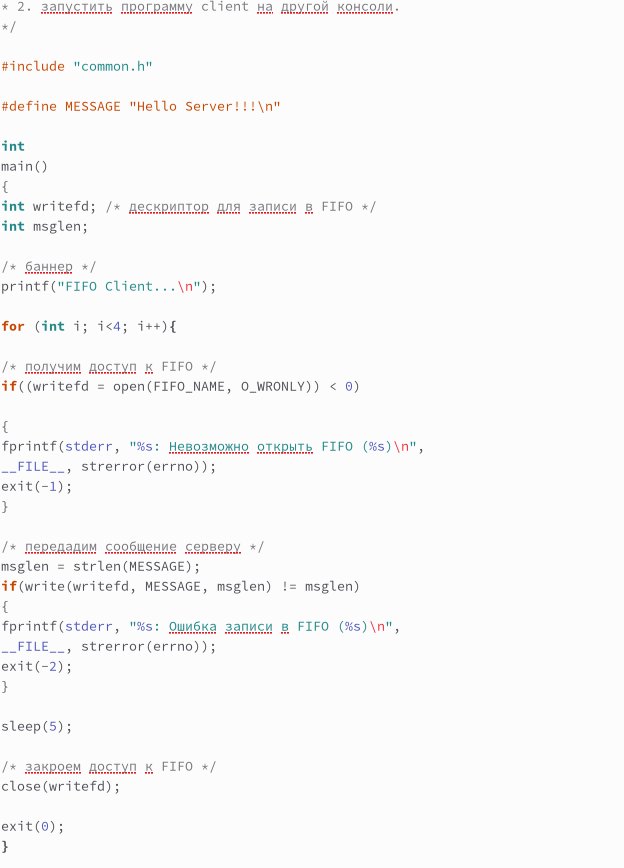 * 2. запустить программу client на другой консоли.
*/
#include "common.h"
#define MESSAGE "Hello Server!!!\n"
int
main()
{
int writefd; /* дескриптор для записи в FIFO */
int msglen;
/* баннер */
printf("FIFO Client...\n");
for (int i; i<4; i++){
/* получим доступ к FIFO */
if((writefd = open(FIFO_NAME, O_WRONLY)) < 0)
{
fprintf(stderr, "%s: Невозможно открыть FIFO (%s)\n",
__FILE__, strerror(errno));
exit(-1);
}
/* передадим сообщение серверу */
msglen = strlen(MESSAGE);
if(write(writefd, MESSAGE, msglen) != msglen)
{
fprintf(stderr, "%s: Ошибка записи в FIFO (%s)\n",
__FILE__, strerror(errno));
exit(-2);
}
sleep(5);
/* закроем доступ к FIFO */
close(writefd);
exit(0);
}